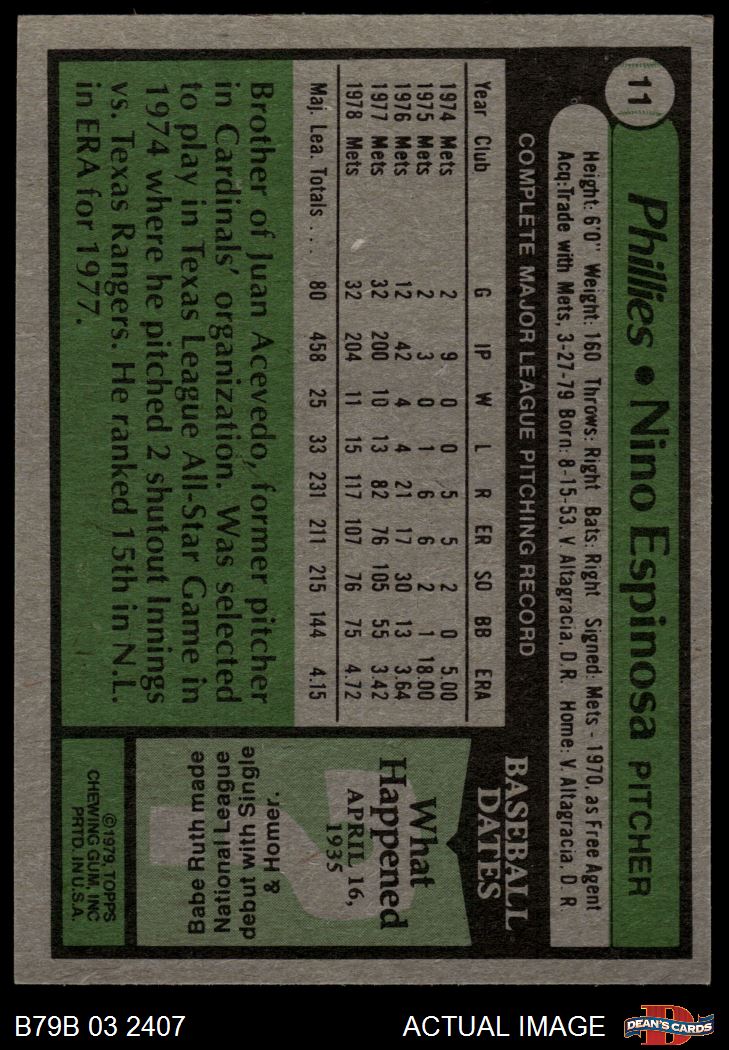 11
Phillies • Nino Espinosa PITCHER
Height: 6'0" Weight: 160 Throws: Right Bats: Right Signed: Mets - 1970, as Free Agent
Acq:Trade with Mets, 3-27-79 Born: 8-15-53, V Altagracia, D.R. Home: V. Altagracia, D. R
COMPLETE MAJOR LEAGUE PITCHING RECORD
Year Club G IP W L R ER SO BB ERA
1974 Mets 2 9 0 0 5 5 2 0 5.00
1975 Mets 2 3 0 1 6 6 2 1 18.00
1976 Mets 12 42 4 4 21 17 30 13 3.64
1977 Mets 32 200 10 13 82 76 105 55 3.42
1978 Mets 32 204 11 15 117 107 76 75 4.72
Maj. Lea. Totals . . . . 80 458 25 33 231 211 215 144 4.15
Brother of Juan Acevedo, former pitcher
in Cardinals' organization. Was selected
to play in Texas League All-Star Game in
1974 where he pitched 2 shutout Innings
vs. Texas Rangers. He ranked 15th in N.L.
in ERA for 1977.
BASEBALL
DATES
What
Happened
APRIL 16,
1935
Babe Ruth made
National League
debut with Single
& Homer.
©1979, TOPPS
CHEWING GUM, INC
PRTD. IN U.S.A.
B79B 03 2407
ACTUAL IMAGE
DEAN'S CARDS